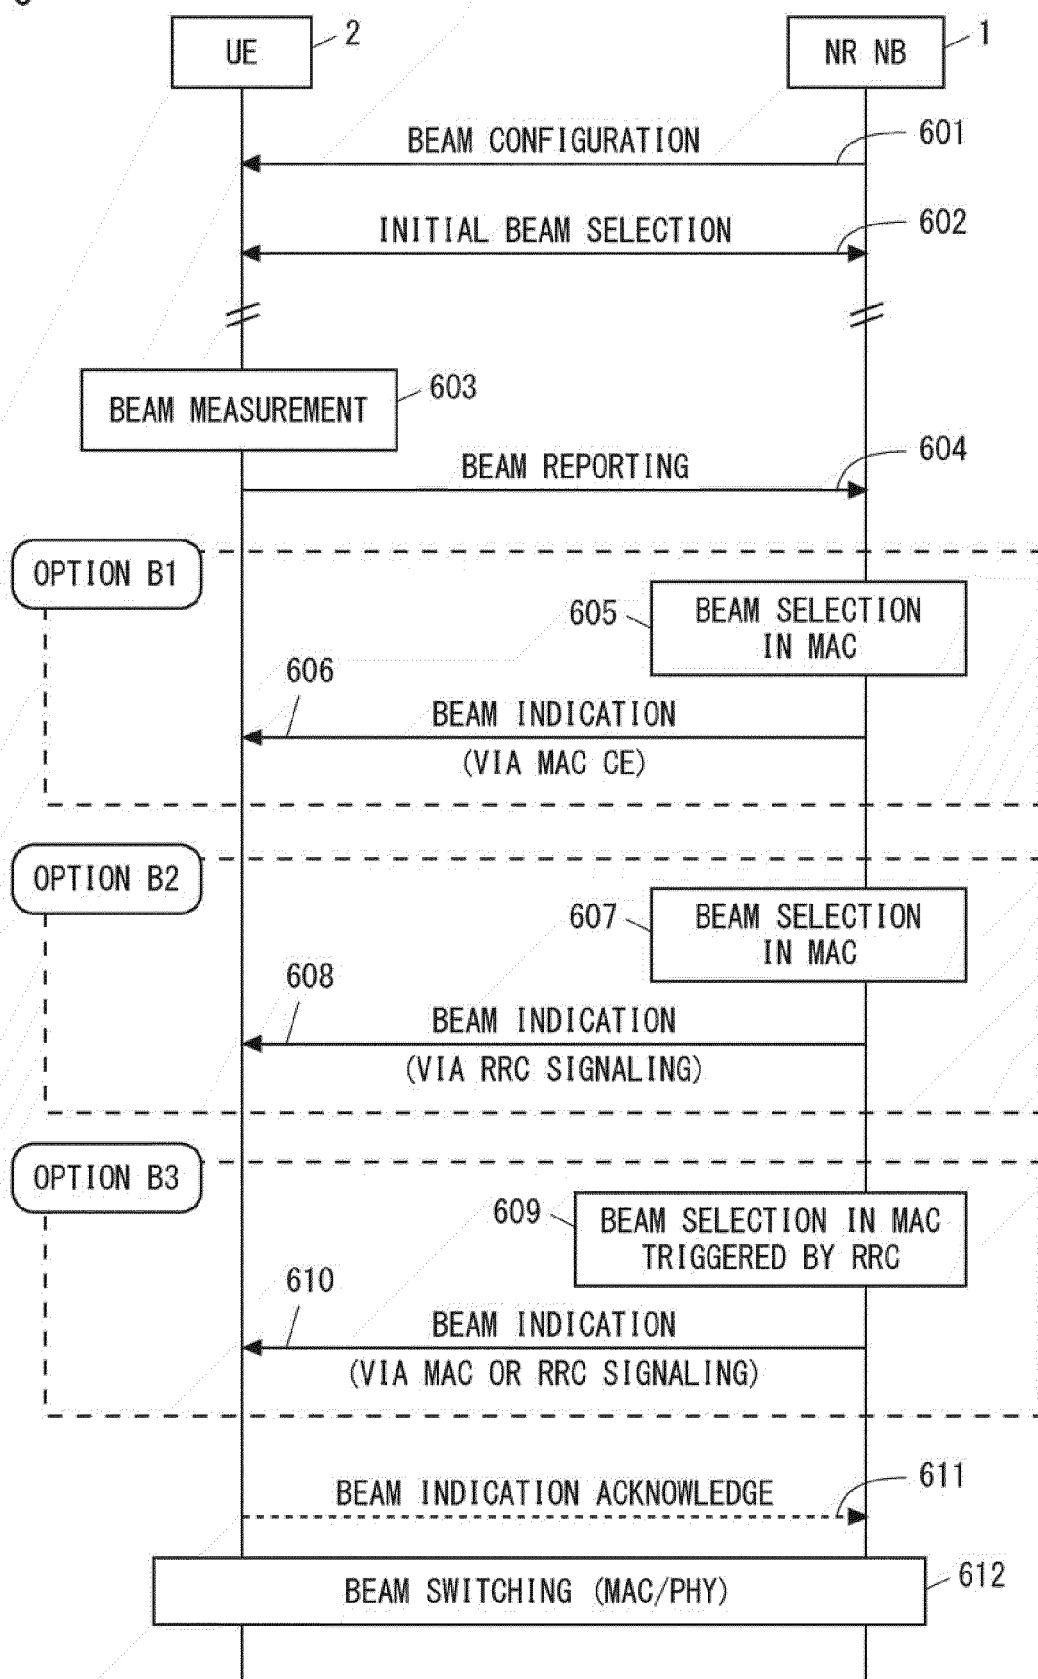 UE
2
NR NB
1
BEAM CONFIGURATION
601
INITIAL BEAM SELECTION
602
BEAM MEASUREMENT
603
BEAM REPORTING
604
OPTION B1
605
BEAM SELECTION
IN MAC
606
BEAM INDICATION
(VIA MAC CE)
OPTION B2
607
BEAM SELECTION
IN MAC
608
BEAM INDICATION
(VIA RRC SIGNALING)
OPTION B3
609
BEAM SELECTION IN MAC
TRIGGERED BY RRC
610
BEAM INDICATION
(VIA MAC OR RRC SIGNALING)
BEAM INDICATION ACKNOWLEDGE
611
BEAM SWITCHING (MAC/PHY)
612